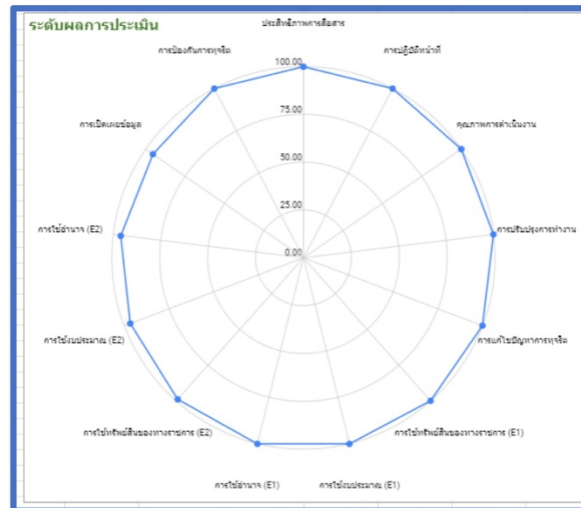 ระดับผลการประเมิน
ประสิทธิภาพการสื่อสาร
การป้องกันการทุจริต
การปฏิบัติหน้าที่
100.00
การเปิดเผยข้อมูล
คุณภาพการดำเนินงาน
75.00
50.00
25.00
การใช้อำนาจ (E2)
การปรับปรุงการทำงาน
0.00
การใช้งบประมาณ (E2)
การแก้ไขปัญหาการทุจริต
การใช้ทรัพย์สินของทางราชการ (E2)
การใช้ทรัพย์สินของทางราชการ (E1)
การใช้อำนาจ (E1)
การใช้งบประมาณ (E1)